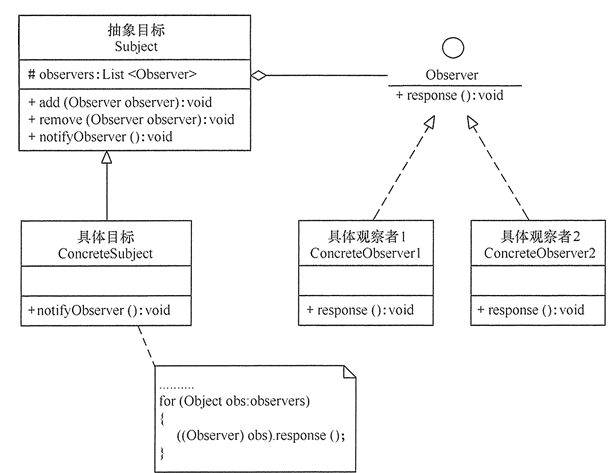 抽象目标
Subject
# observers:List <Observer>
+ add (Observer observer):void
+ remove (Observer observer):void
+ notifyObserver ():void
Observer
+ response ():void
具体目标
ConcreteSubject
+notifyObserver ():void
具体观察者1
ConcreteObserver1
+ response ():void
具体观察者2
ConcreteObserver2
+ response ():void
..........
for (Object obs:observers)
{
((Observer) obs).response ();
}